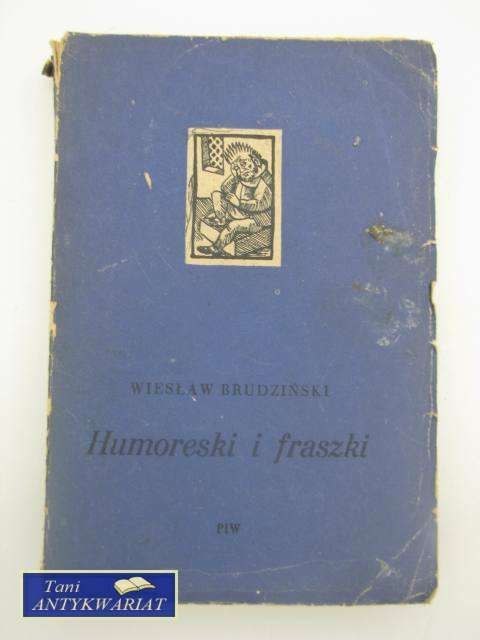 WIESŁAW BRUDZIŃSKI
Humoreski i fraszki
PIW
Tani
ANTYKWARIAT